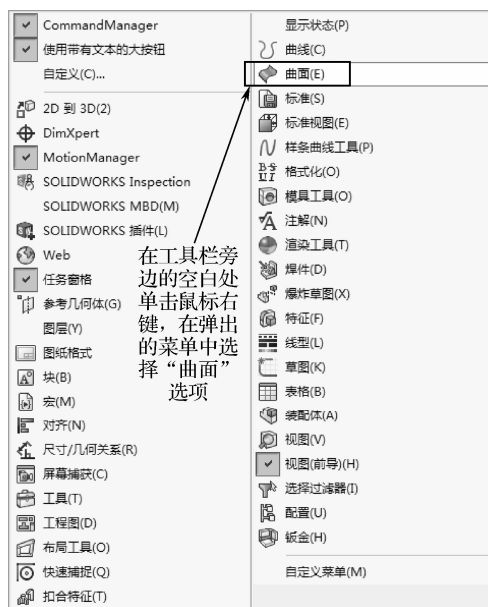 CommandManager
使用带有文本的大按钮
自定义(C)...
2D 到 3D(2)
DimXpert
MotionManager
SOLIDWORKS Inspection
SOLIDWORKS MBD(M)
SOLIDWORKS 插件(L)
Web
任务窗格
参考几何体(G)
图层(Y)
图纸格式
块(B)
宏(M)
对齐(N)
尺寸/几何关系(R)
屏幕捕获(C)
工具(T)
工程图(D)
布局工具(O)
快速捕捉(Q)
扣合特征(T)
在工具栏旁
边的空白处
单击鼠标右
键，在弹出
的菜单中选
择“曲面”
选项
显示状态(P)
曲线(C)
曲面(E)
标准(S)
标准视图(E)
样条曲线工具(P)
格式化(O)
模具工具(O)
注解(N)
渲染工具(T)
焊件(D)
爆炸草图(X)
特征(F)
线型(L)
草图(K)
表格(B)
装配体(A)
视图(V)
视图(前导)(H)
选择过滤器(I)
配置(U)
钣金(H)
自定义菜单(M)